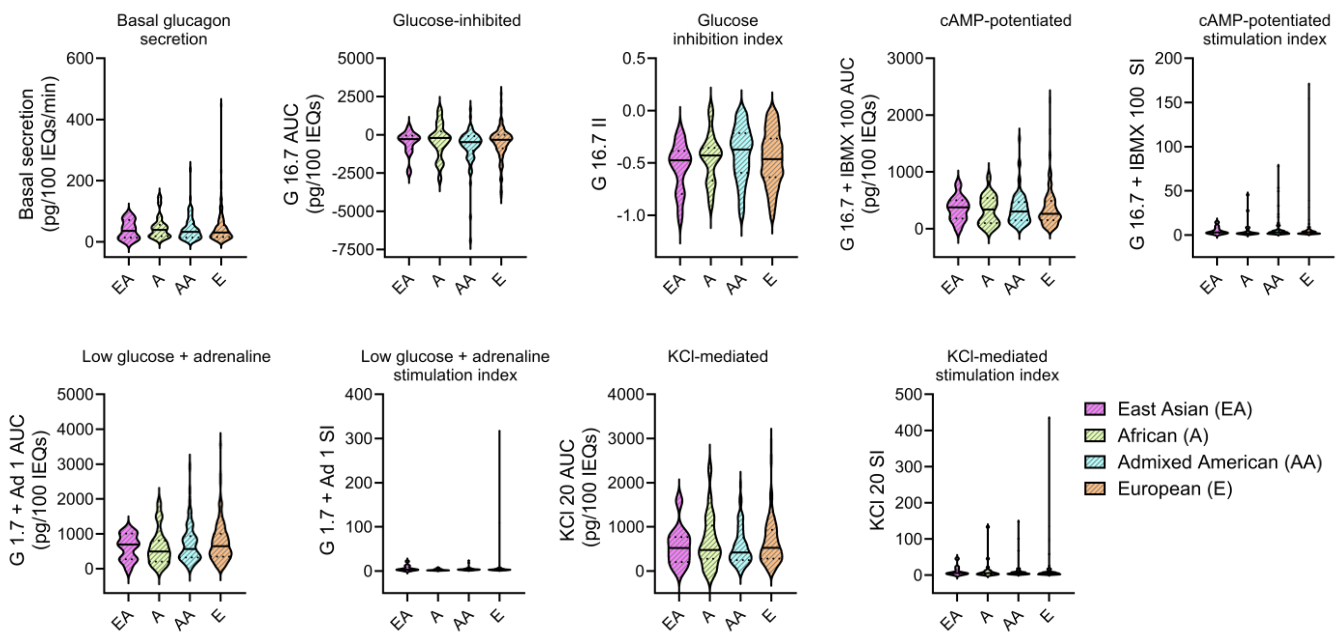 Basal glucagon
secretion
Basal secretion
(pg/100 IEQs/min)
600
400
200
0
EA
A
AA
E
Glucose-inhibited
G 16.7 AUC
(pg/100 IEQs)
5000
2500
0
-2500
-5000
-7500
EA
A
AA
E
Glucose
inhibition index
G 16.7 II
0.5
0.0
-0.5
-1.0
EA
A
AA
E
cAMP-potentiated
G 16.7 + IBMX 100 AUC
(pg/100 IEQs)
3000
2000
1000
0
EA
A
AA
E
cAMP-potentiated
stimulation index
G 16.7 + IBMX 100 SI
200
150
100
50
0
EA
A
AA
E
Low glucose + adrenaline
G 1.7 + Ad 1 AUC
(pg/100 IEQs)
5000
4000
3000
2000
1000
0
EA
A
AA
E
Low glucose + adrenaline
stimulation index
G 1.7 + Ad 1 SI
400
300
200
100
0
EA
A
AA
E
KCl-mediated
KCl 20 AUC
(pg/100 IEQs)
4000
3000
2000
1000
0
EA
A
AA
E
KCl-mediated
stimulation index
KCl 20 SI
500
400
300
200
100
0
EA
A
AA
E
East Asian (EA)
African (A)
Admixed American (AA)
European (E)